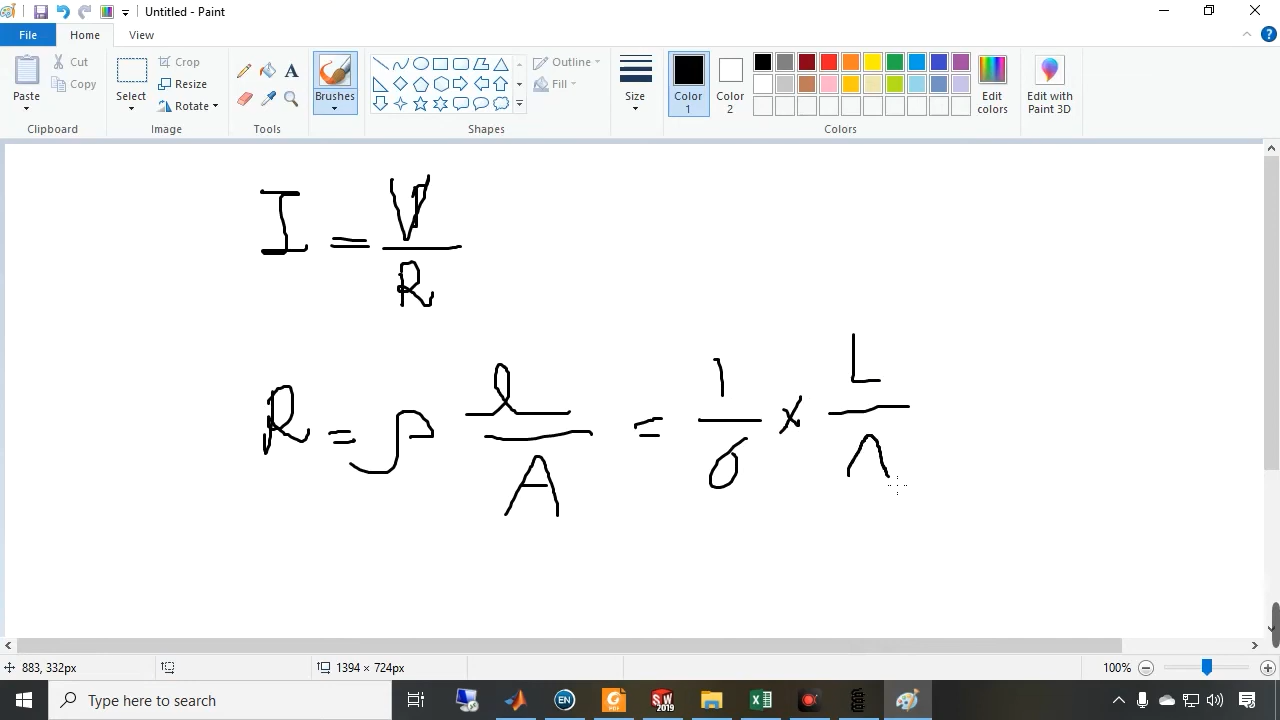 Untitled - Paint
File Home View
Paste Cut Copy
Clipboard
Select Crop Resize Rotate
Image
A
Tools
Brushes
Outline Fill
Shapes
Size
Color 1
Color 2
Edit colors
Colors
Edit with Paint 3D
I = V/R
R = ρ l/A = 1/σ × L/
883, 332px
1394 × 724px
100%
Type here to search
EN
SW 2019